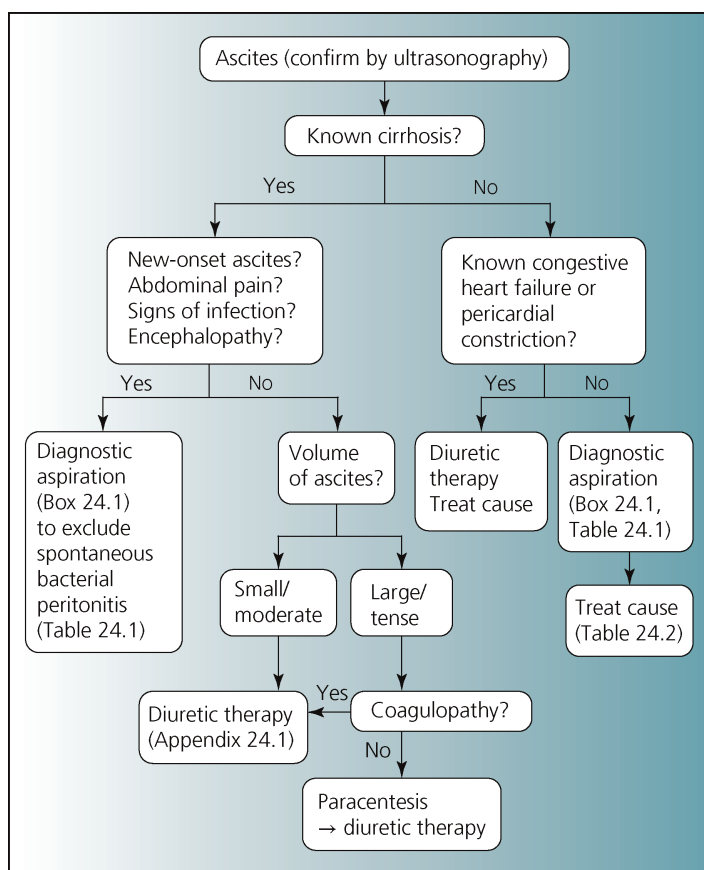 Ascites (confirm by ultrasonography)
Known cirrhosis?
Yes
No
New-onset ascites?
Abdominal pain?
Signs of infection?
Encephalopathy?
Known congestive
heart failure or
pericardial
constriction?
Yes
No
Yes
No
Diagnostic
aspiration
(Box 24.1)
to exclude
spontaneous
bacterial
peritonitis
(Table 24.1)
Volume
of ascites?
Diuretic
therapy
Treat cause
Diagnostic
aspiration
(Box 24.1,
Table 24.1)
Small/
moderate
Large/
tense
Treat cause
(Table 24.2)
Diuretic therapy
(Appendix 24.1)
Yes
Coagulopathy?
No
Paracentesis
→ diuretic therapy